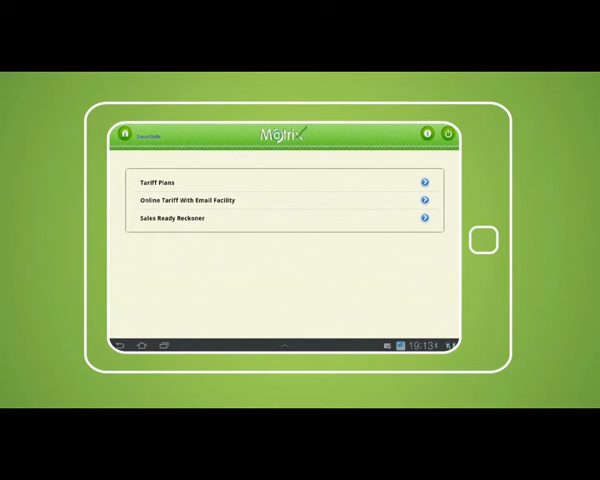 Matrix
Tariff Plans
Online Tariff With Email Facility
Sales Ready Reckoner
19:13